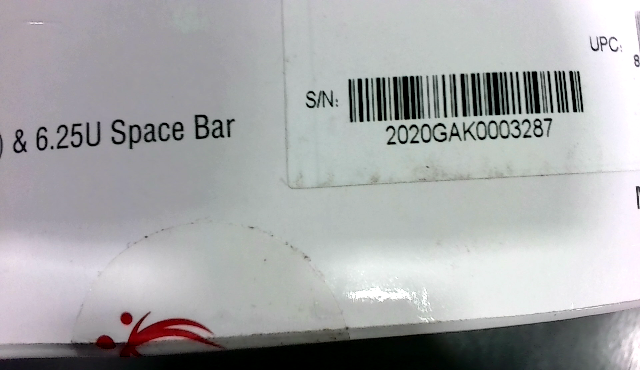 UPC:
S/N:
2020GAK0003287
) & 6.25U Space Bar